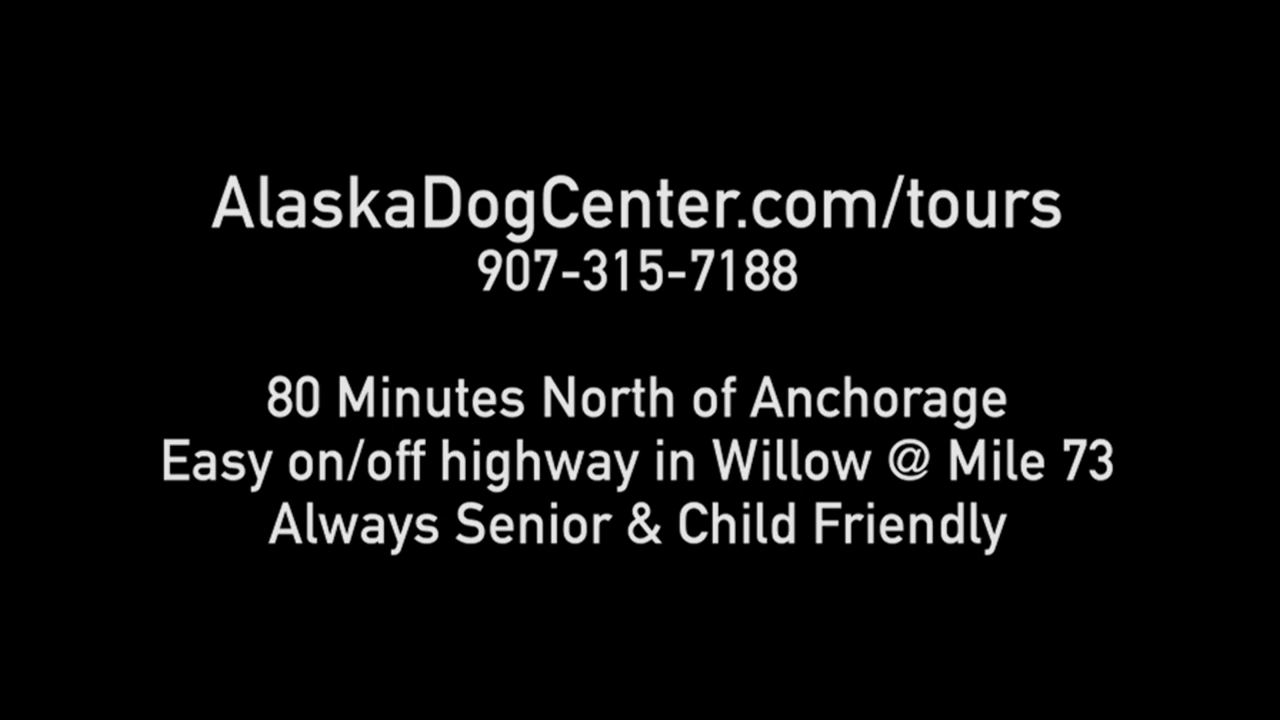 AlaskaDogCenter.com/tours
907-315-7188
80 Minutes North of Anchorage
Easy on/off highway in Willow @ Mile 73
Always Senior & Child Friendly